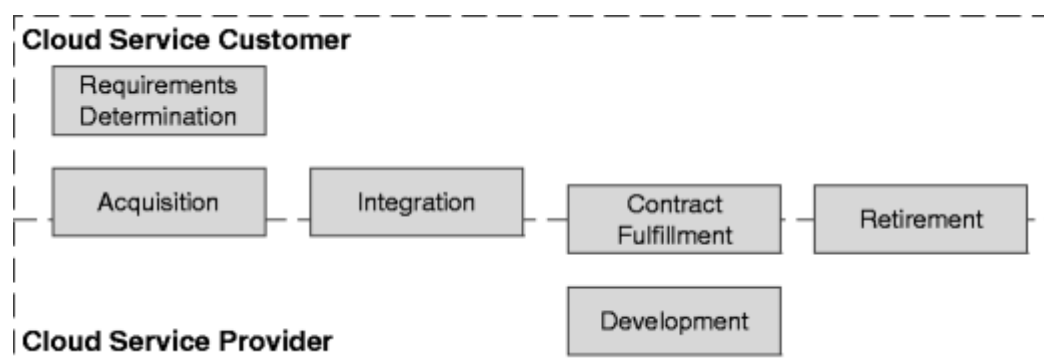 Cloud Service Customer
Requirements
Determination
Acquisition
Integration
Contract
Fulfillment
Retirement
Development
Cloud Service Provider